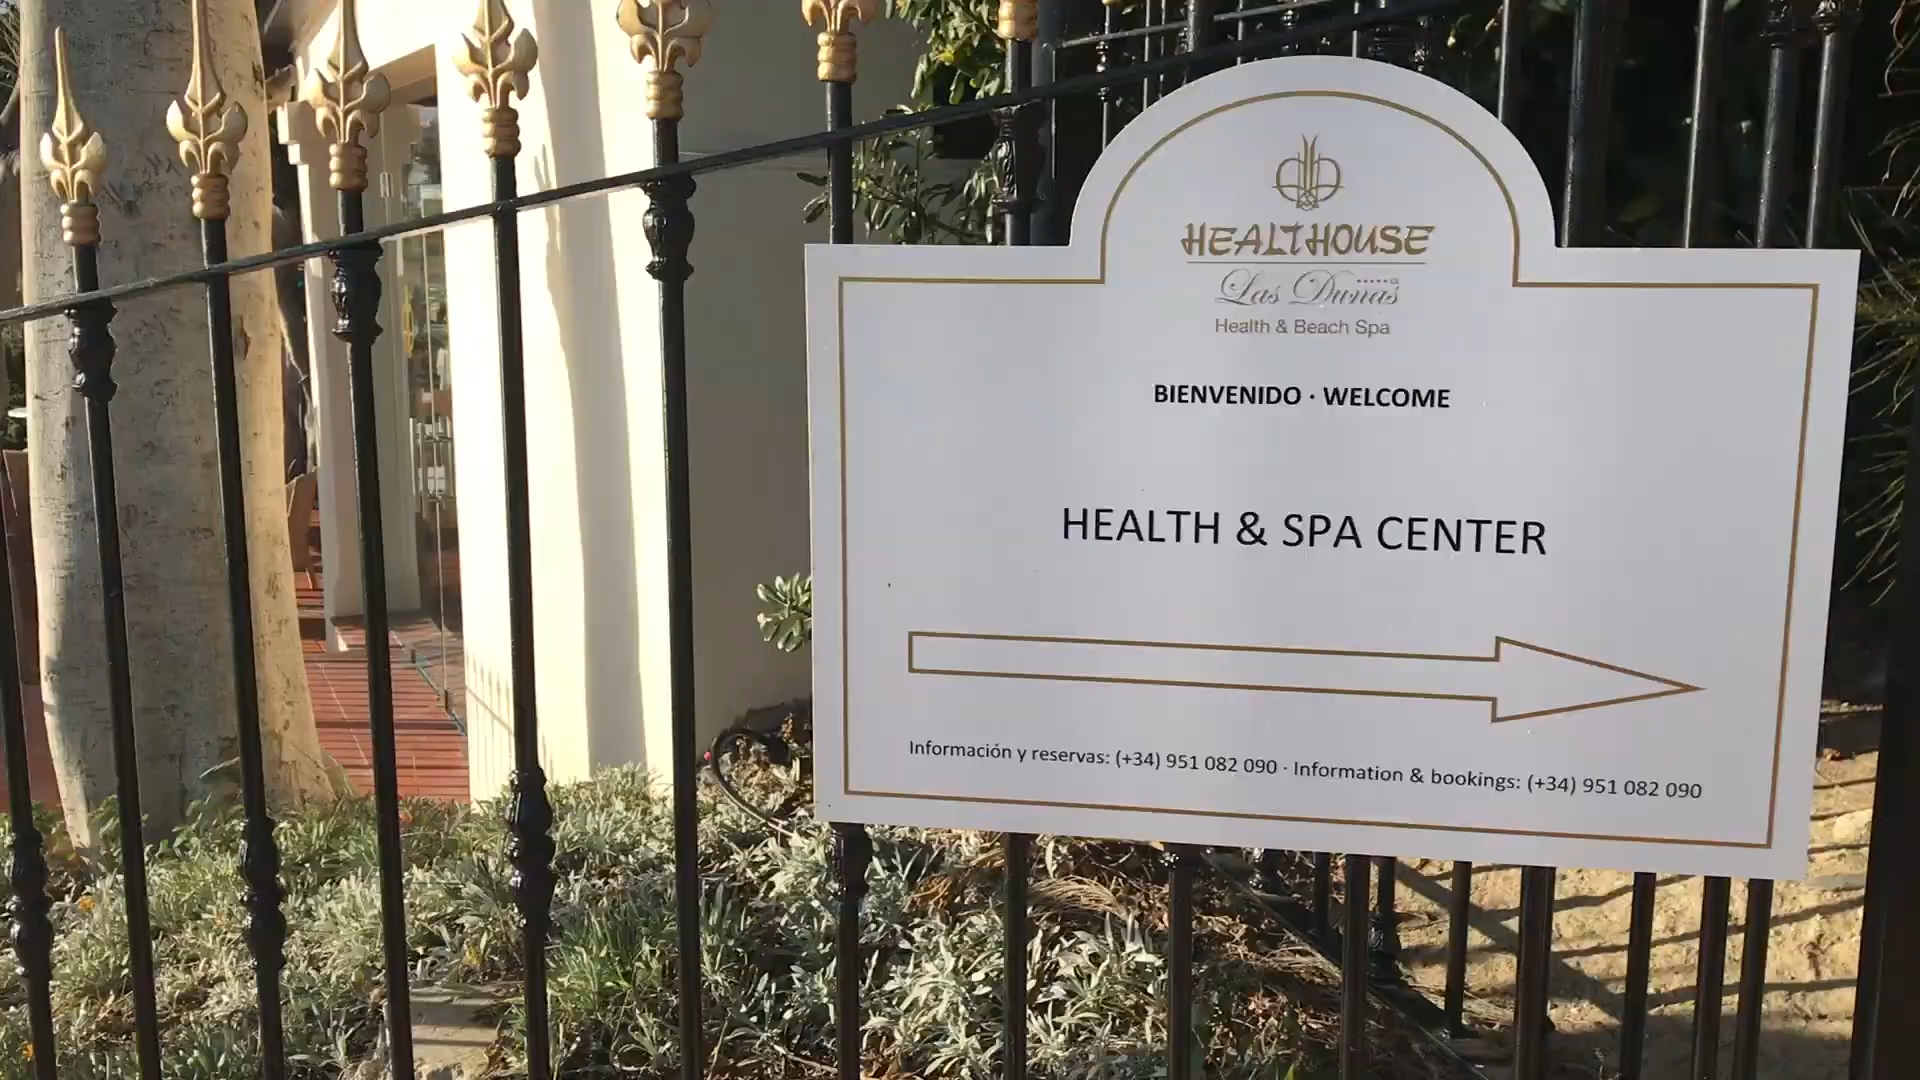 HEALTHOUSE
Las Dunas
Health & Beach Spa
BIENVENIDO · WELCOME
HEALTH & SPA CENTER
Información y reservas: (+34) 951 082 090 · Information & bookings: (+34) 951 082 090